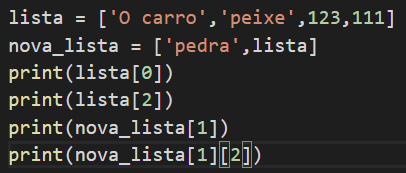 lista = ['O carro','peixe',123,111]
nova_lista = ['pedra',lista]
print(lista[0])
print(lista[2])
print(nova_lista[1])
print(nova_lista[1][2])